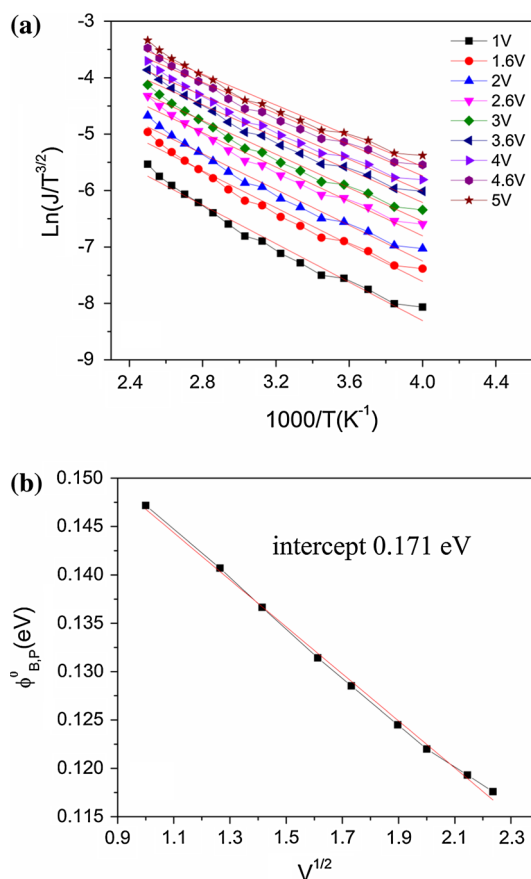 (a)
-3
-4
-5
-6
-7
-8
-9
Ln(J/T^3/2)
2.4 2.8 3.2 3.6 4.0 4.4
1000/T(K^-1)
1V
1.6V
2V
2.6V
3V
3.6V
4V
4.6V
5V
(b)
0.150
0.145
0.140
0.135
0.130
0.125
0.120
0.115
ϕ^0_B,P(eV)
intercept 0.171 eV
0.9 1.1 1.3 1.5 1.7 1.9 2.1 2.3
V^1/2